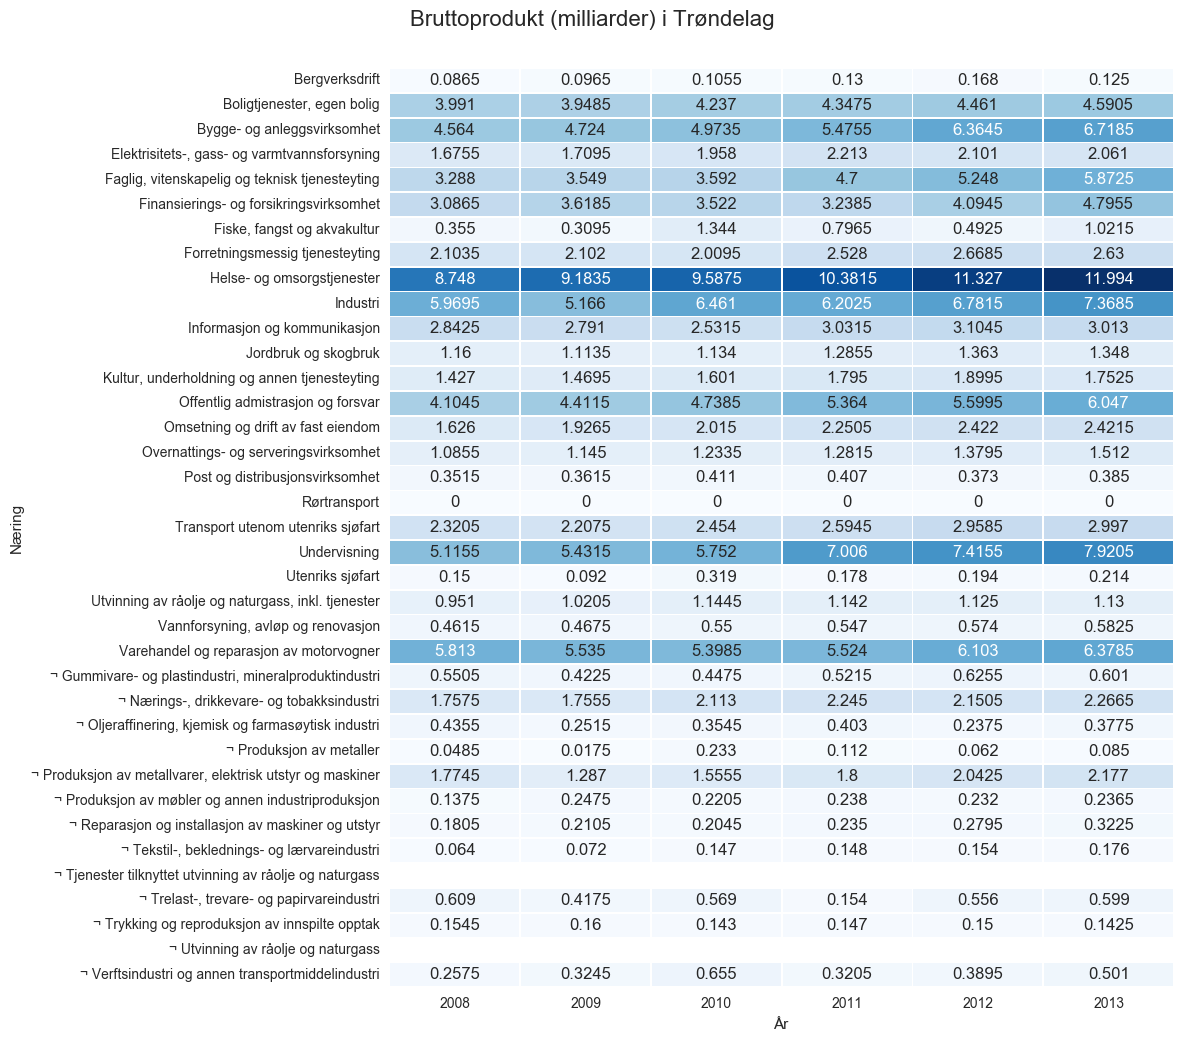 Bruttoprodukt (milliarder) i Trøndelag
Bergverksdrift 0.0865 0.0965 0.1055 0.13 0.168 0.125
Boligtjenester, egen bolig 3.991 3.9485 4.237 4.3475 4.461 4.5905
Bygge- og anleggsvirksomhet 4.564 4.724 4.9735 5.4755 6.3645 6.7185
Elektrisitets-, gass- og varmtvannsforsyning 1.6755 1.7095 1.958 2.213 2.101 2.061
Faglig, vitenskapelig og teknisk tjenesteyting 3.288 3.549 3.592 4.7 5.248 5.8725
Finansierings- og forsikringsvirksomhet 3.0865 3.6185 3.522 3.2385 4.0945 4.7955
Fiske, fangst og akvakultur 0.355 0.3095 1.344 0.7965 0.4925 1.0215
Forretningsmessig tjenesteyting 2.1035 2.102 2.0095 2.528 2.6685 2.63
Helse- og omsorgstjenester 8.748 9.1835 9.5875 10.3815 11.327 11.994
Industri 5.9695 5.166 6.461 6.2025 6.7815 7.3685
Informasjon og kommunikasjon 2.8425 2.791 2.5315 3.0315 3.1045 3.013
Jordbruk og skogbruk 1.16 1.1135 1.134 1.2855 1.363 1.348
Kultur, underholdning og annen tjenesteyting 1.427 1.4695 1.601 1.795 1.8995 1.7525
Offentlig admistrasjon og forsvar 4.1045 4.4115 4.7385 5.364 5.5995 6.047
Omsetning og drift av fast eiendom 1.626 1.9265 2.015 2.2505 2.422 2.4215
Overnattings- og serveringsvirksomhet 1.0855 1.145 1.2335 1.2815 1.3795 1.512
Post og distribusjonsvirksomhet 0.3515 0.3615 0.411 0.407 0.373 0.385
Rørtransport 0 0 0 0 0 0
Transport utenom utenriks sjøfart 2.3205 2.2075 2.454 2.5945 2.9585 2.997
Næring
Undervisning 5.1155 5.4315 5.752 7.006 7.4155 7.9205
Utenriks sjøfart 0.15 0.092 0.319 0.178 0.194 0.214
Utvinning av råolje og naturgass, inkl. tjenester 0.951 1.0205 1.1445 1.142 1.125 1.13
Vannforsyning, avløp og renovasjon 0.4615 0.4675 0.55 0.547 0.574 0.5825
Varehandel og reparasjon av motorvogner 5.813 5.535 5.3985 5.524 6.103 6.3785
¬ Gummivare- og plastindustri, mineralproduktindustri 0.5505 0.4225 0.4475 0.5215 0.6255 0.601
¬ Nærings-, drikkevare- og tobakksindustri 1.7575 1.7555 2.113 2.245 2.1505 2.2665
¬ Oljeraffinering, kjemisk og farmasøytisk industri 0.4355 0.2515 0.3545 0.403 0.2375 0.3775
¬ Produksjon av metaller 0.0485 0.0175 0.233 0.112 0.062 0.085
¬ Produksjon av metallvarer, elektrisk utstyr og maskiner 1.7745 1.287 1.5555 1.8 2.0425 2.177
¬ Produksjon av møbler og annen industriproduksjon 0.1375 0.2475 0.2205 0.238 0.232 0.2365
¬ Reparasjon og installasjon av maskiner og utstyr 0.1805 0.2105 0.2045 0.235 0.2795 0.3225
¬ Tekstil-, beklednings- og lærvareindustri 0.064 0.072 0.147 0.148 0.154 0.176
¬ Tjenester tilknyttet utvinning av råolje og naturgass
¬ Trelast-, trevare- og papirvareindustri 0.609 0.4175 0.569 0.154 0.556 0.599
¬ Trykking og reproduksjon av innspilte opptak 0.1545 0.16 0.143 0.147 0.15 0.1425
¬ Utvinning av råolje og naturgass
¬ Verftsindustri og annen transportmiddelindustri 0.2575 0.3245 0.655 0.3205 0.3895 0.501
2008 2009 2010 2011 2012 2013
År